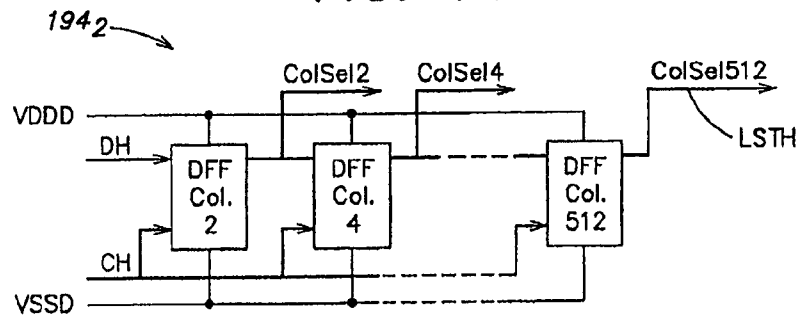 194₂
ColSel2
ColSel4
ColSel512
VDDD
LSTH
DH
DFF
Col.
2
DFF
Col.
4
DFF
Col.
512
CH
VSSD